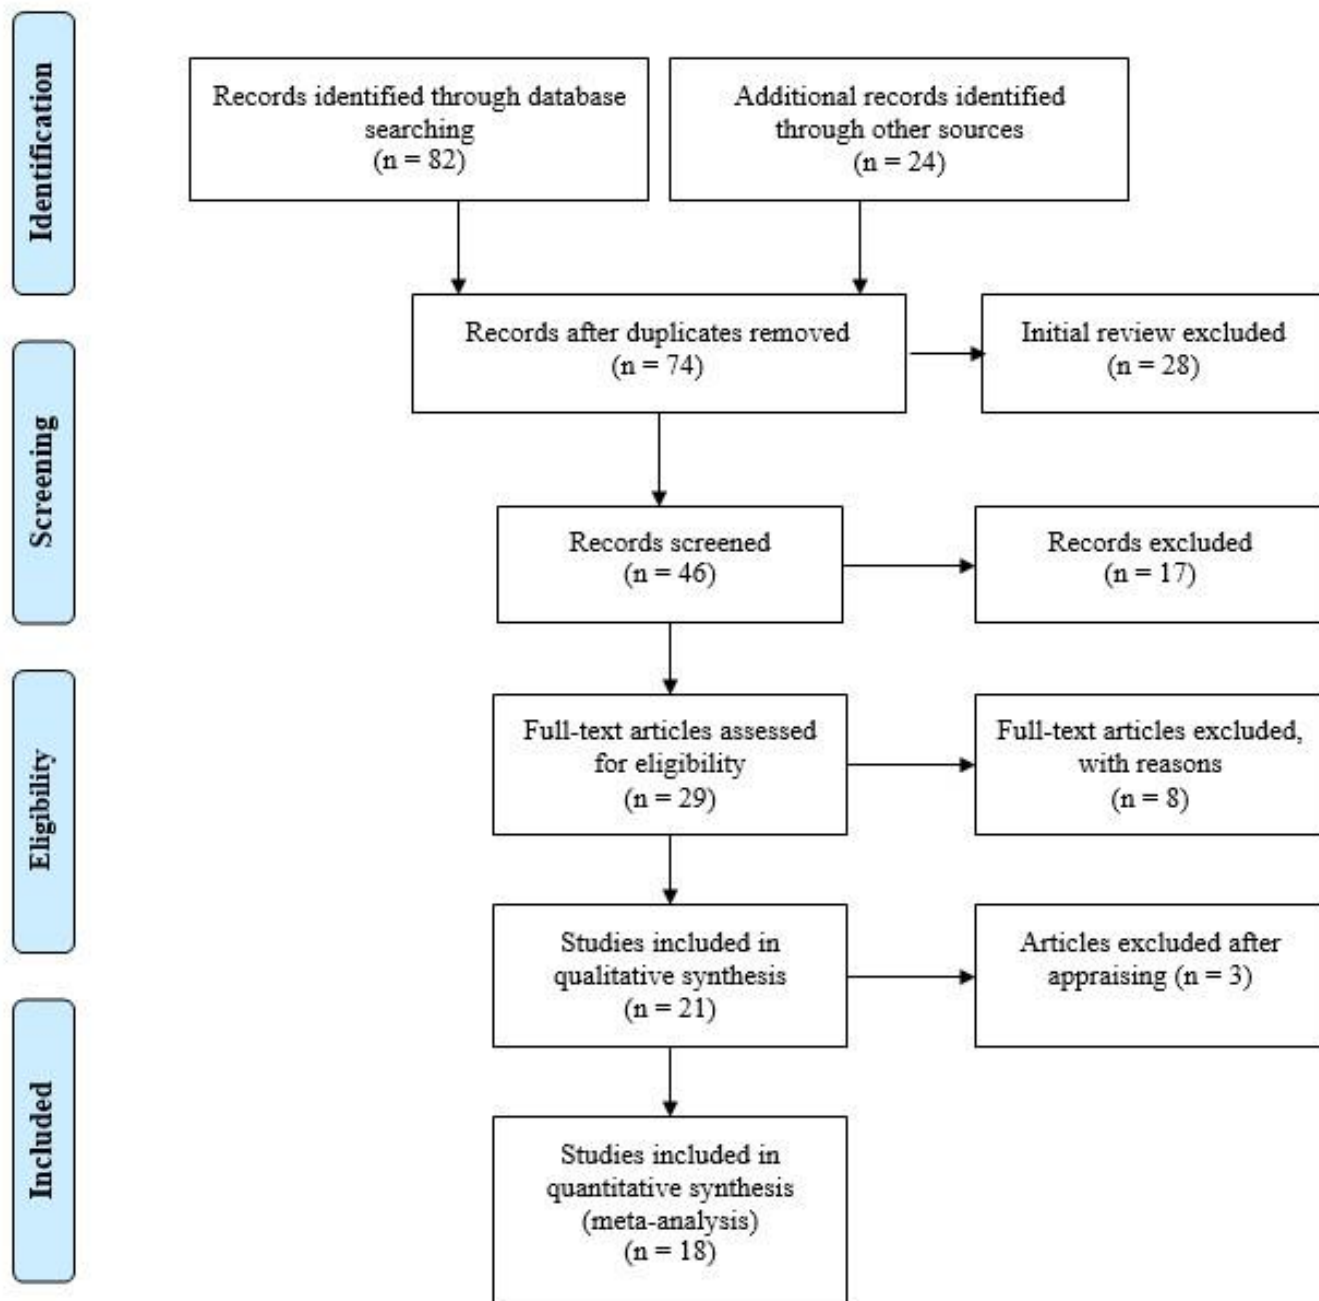 Identification
Records identified through database
searching
(n = 82)
Additional records identified
through other sources
(n = 24)
Records after duplicates removed
(n = 74)
Initial review excluded
(n = 28)
Screening
Records screened
(n = 46)
Records excluded
(n = 17)
Eligibility
Full-text articles assessed
for eligibility
(n = 29)
Full-text articles excluded,
with reasons
(n = 8)
Studies included in
qualitative synthesis
(n = 21)
Articles excluded after
appraising (n = 3)
Included
Studies included in
quantitative synthesis
(meta-analysis)
(n = 18)